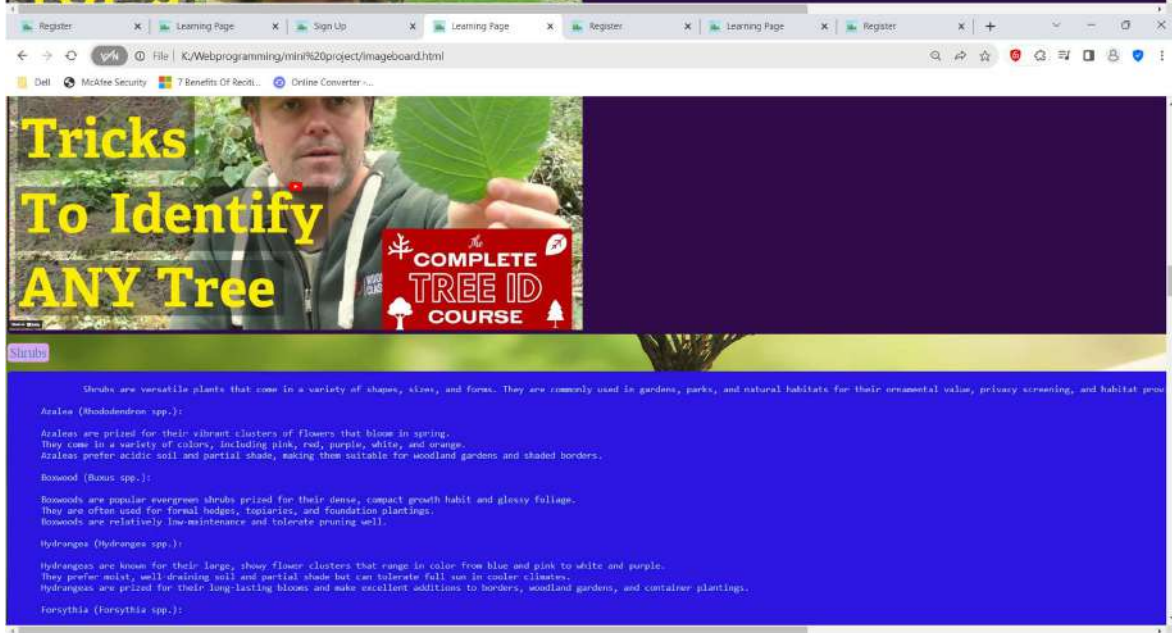 Register
Learning Page
Sign Up
Learning Page
Register
Learning Page
Register
File K:/Webprogramming/mini%20project/imageboard.html
Dell McAfee Security 7 Benefits Of Reciti... Online Converter -...
Tricks
To Identify
ANY Tree
The
COMPLETE
TREE ID
COURSE
Shrubs
Shrubs are versatile plants that come in a variety of shapes, sizes, and forms. They are commonly used in gardens, parks, and natural habitats for their ornamental value, privacy screening, and habitat prov
Azalea (Rhododendron spp.):
Azaleas are prized for their vibrant clusters of flowers that bloom in spring.
They come in a variety of colors, including pink, red, purple, white, and orange.
Azaleas prefer acidic soil and partial shade, making them suitable for woodland gardens and shaded borders.
Boxwood (Buxus spp.):
Boxwoods are popular evergreen shrubs prized for their dense, compact growth habit and glossy foliage.
They are often used for formal hedges, topiaries, and foundation plantings.
Boxwoods are relatively low-maintenance and tolerate pruning well.
Hydrangea (Hydrangea spp.):
Hydrangeas are known for their large, showy flower clusters that range in color from blue and pink to white and purple.
They prefer moist, well-draining soil and partial shade but can tolerate full sun in cooler climates.
Hydrangeas are prized for their long-lasting blooms and make excellent additions to borders, woodland gardens, and container plantings.
Forsythia (Forsythia spp.):